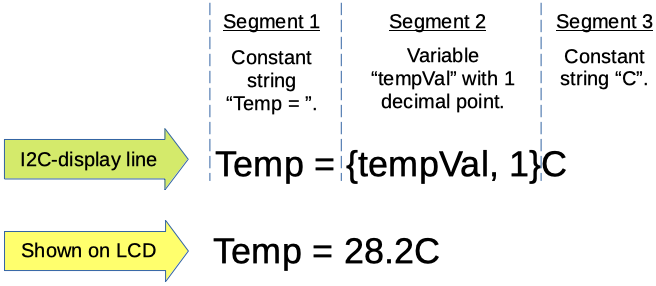 Segment 1
Segment 2
Segment 3
Constant
string
“Temp = ”.
Variable
“tempVal” with 1
decimal point.
Constant
string “C”.
I2C-display line
Temp = {tempVal, 1}C
Shown on LCD
Temp = 28.2C